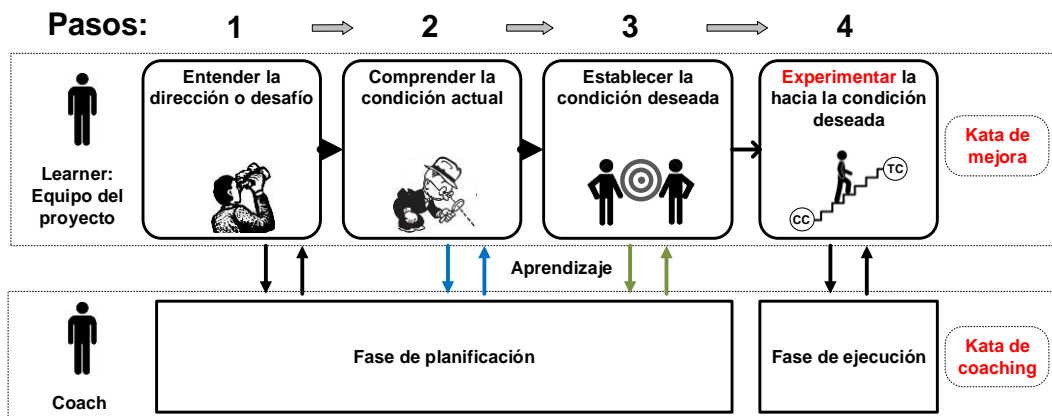 Pasos: 1 2 3 4
Entender la
dirección o desafío
Comprender la
condición actual
Establecer la
condición deseada
Experimentar la
hacia la condición
deseada
TC
CC
Learner:
Equipo del
proyecto
Kata de
mejora
Aprendizaje
Fase de planificación
Fase de ejecución
Coach
Kata de
coaching